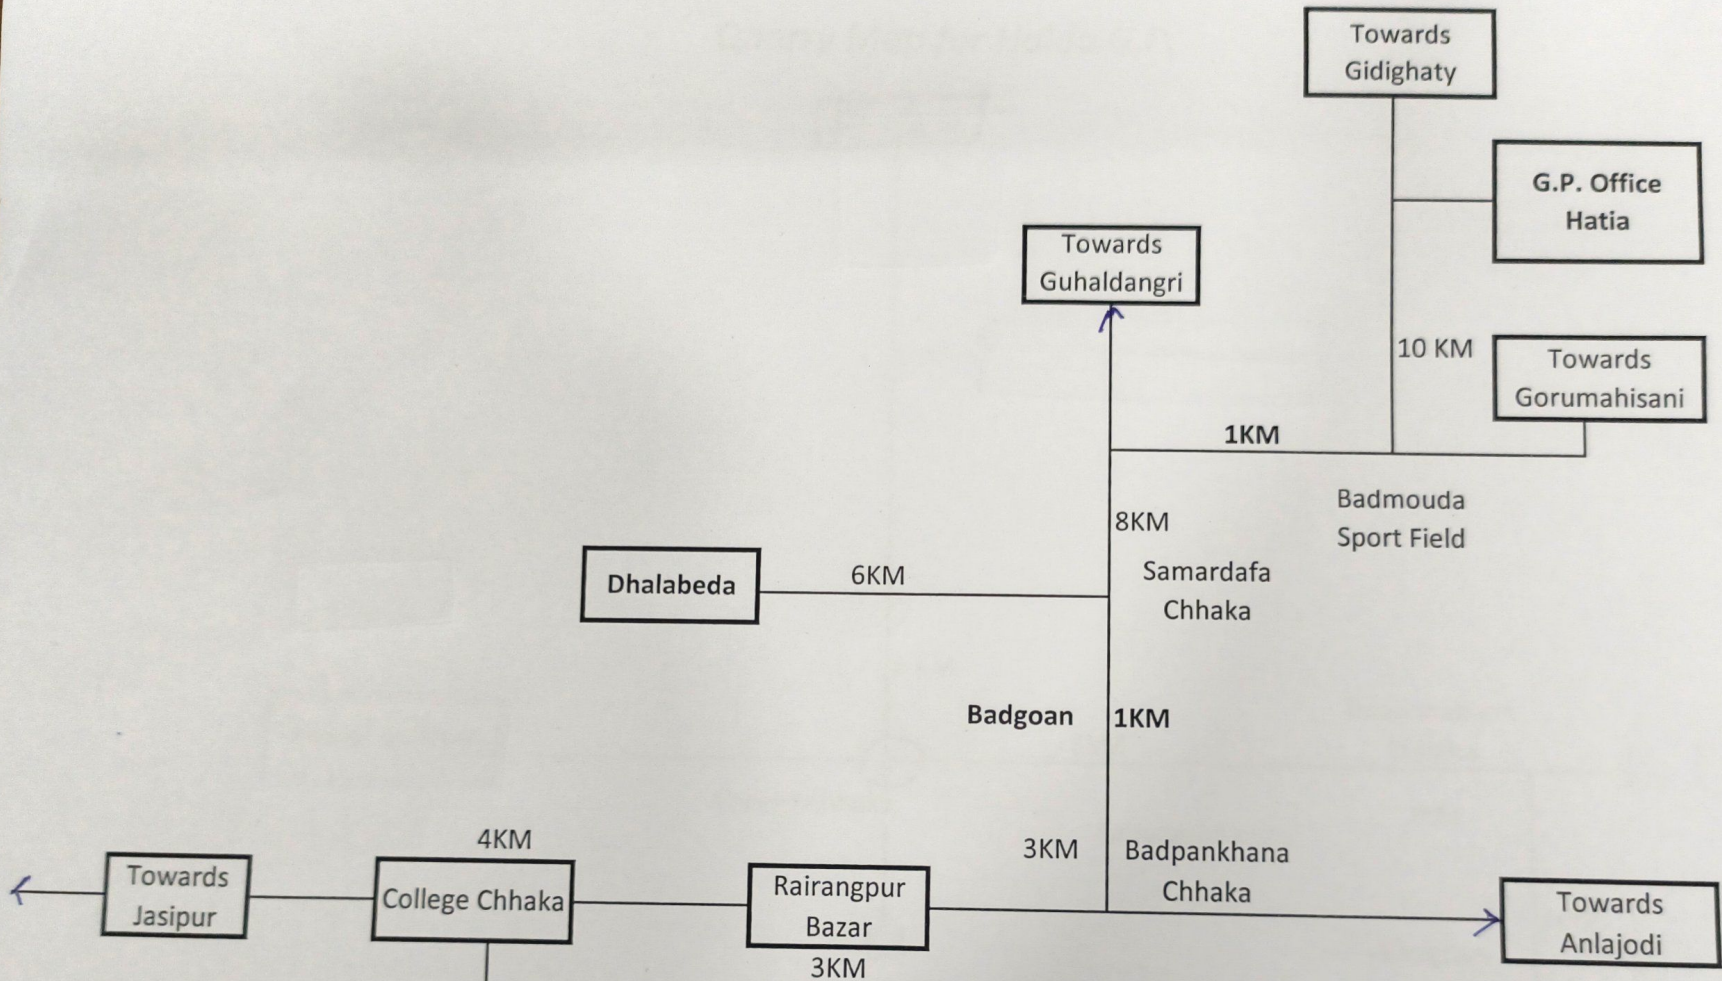 Towards
Gidighaty
G.P. Office
Hatia
Towards
Guhaldangri
10 KM
Towards
Gorumahisani
1KM
Badmouda
Sport Field
8KM
Samardafa
Chhaka
Dhalabeda
6KM
Badgoan
1KM
4KM
3KM
Badpankhana
Chhaka
Towards
Jasipur
College Chhaka
Rairangpur
Bazar
3KM
Towards
Anlajodi